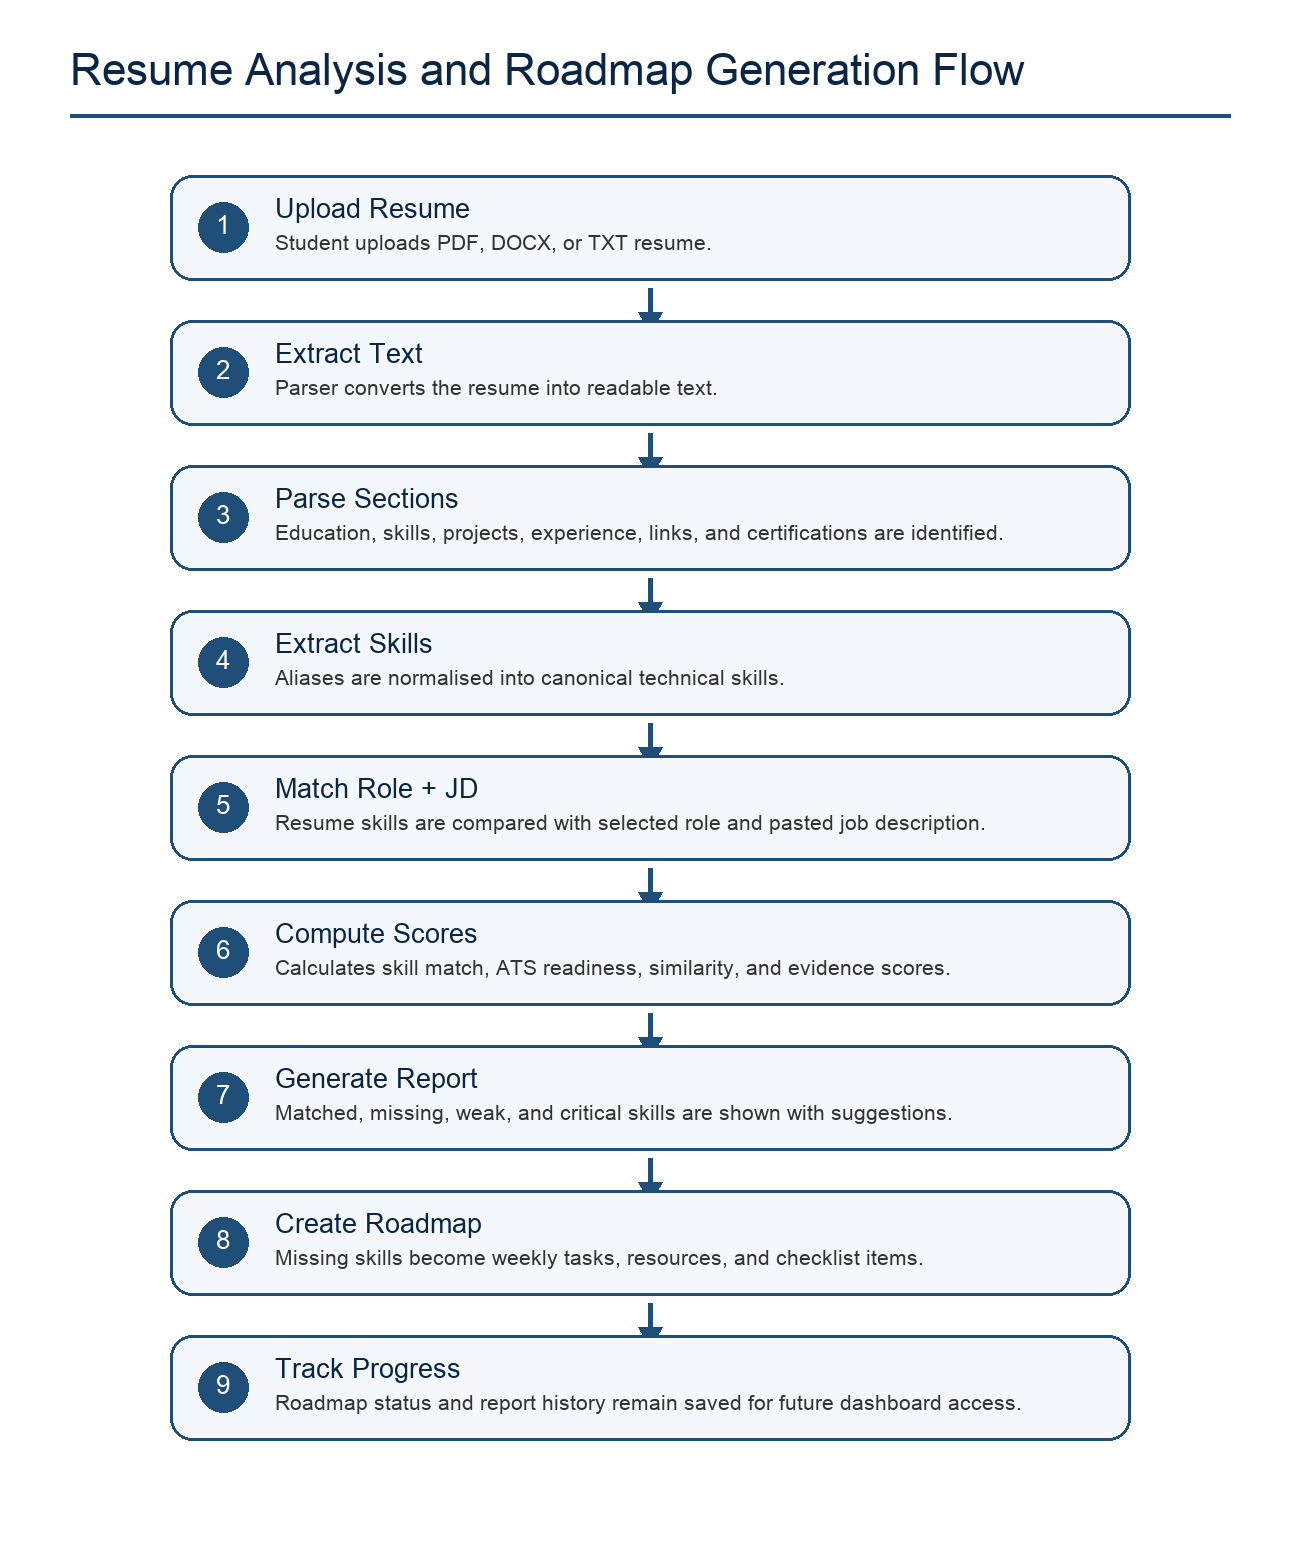 Resume Analysis and Roadmap Generation Flow
1
Upload Resume
Student uploads PDF, DOCX, or TXT resume.
2
Extract Text
Parser converts the resume into readable text.
3
Parse Sections
Education, skills, projects, experience, links, and certifications are identified.
4
Extract Skills
Aliases are normalised into canonical technical skills.
5
Match Role + JD
Resume skills are compared with selected role and pasted job description.
6
Compute Scores
Calculates skill match, ATS readiness, similarity, and evidence scores.
7
Generate Report
Matched, missing, weak, and critical skills are shown with suggestions.
8
Create Roadmap
Missing skills become weekly tasks, resources, and checklist items.
9
Track Progress
Roadmap status and report history remain saved for future dashboard access.